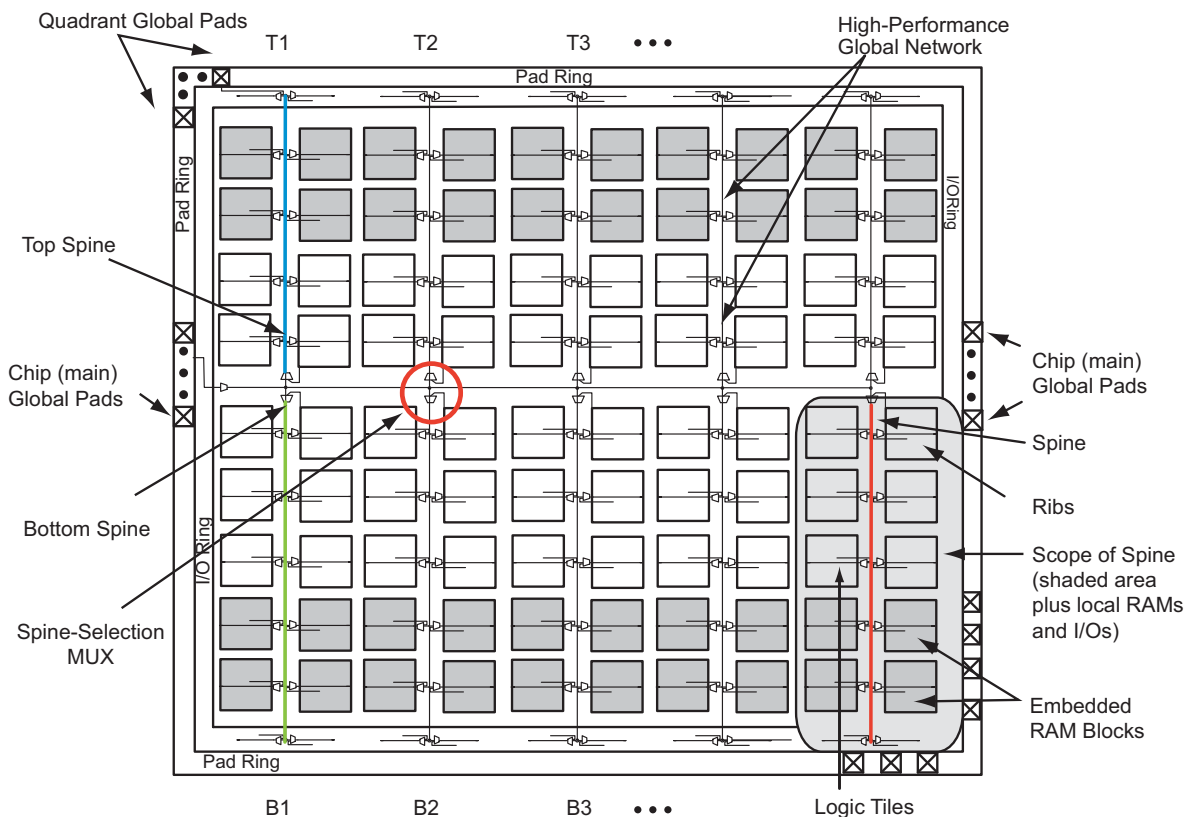 Quadrant Global Pads
T1
T2
T3
•••
High-Performance
Global Network
Pad Ring
Pad Ring
I/ORing
Top Spine
Chip (main)
Global Pads
Chip (main)
Global Pads
Spine
Bottom Spine
Ribs
I/O Ring
Scope of Spine
(shaded area
plus local RAMs
and I/Os)
Spine-Selection
MUX
Embedded
RAM Blocks
Pad Ring
B1
B2
B3
•••
Logic Tiles